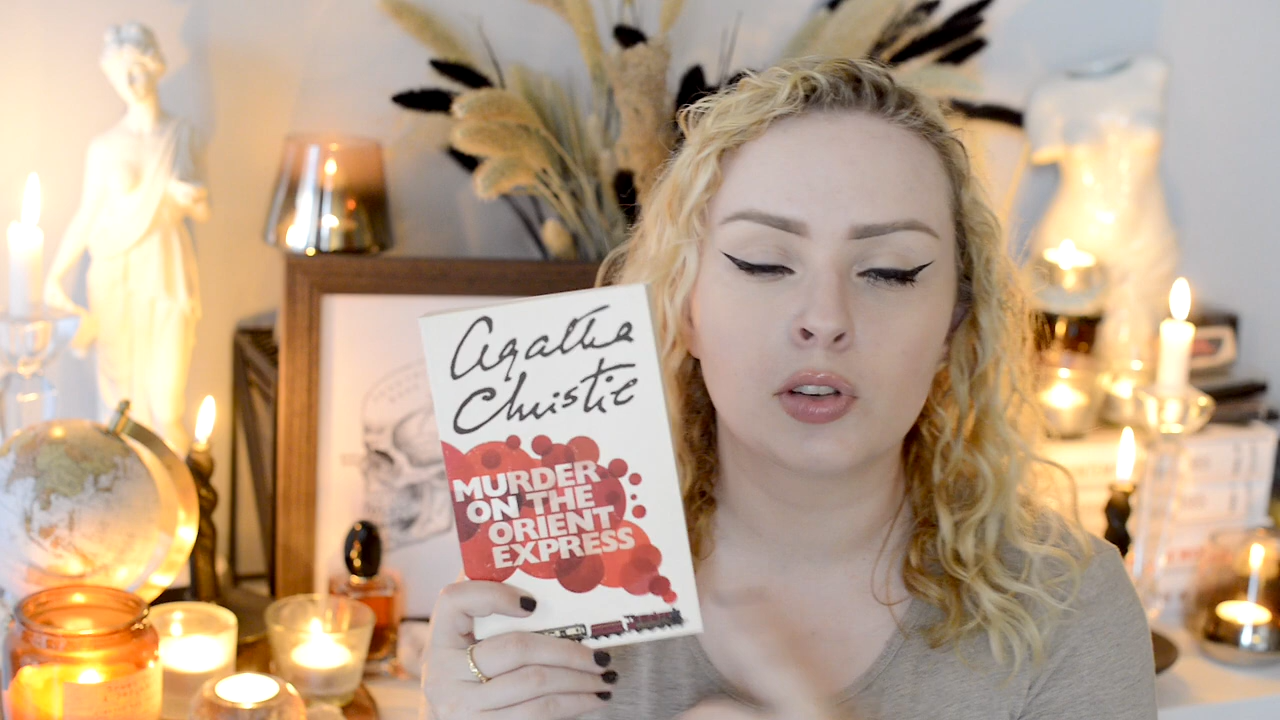 Agatha
Christie
MURDER
ON THE
ORIENT
EXPRESS